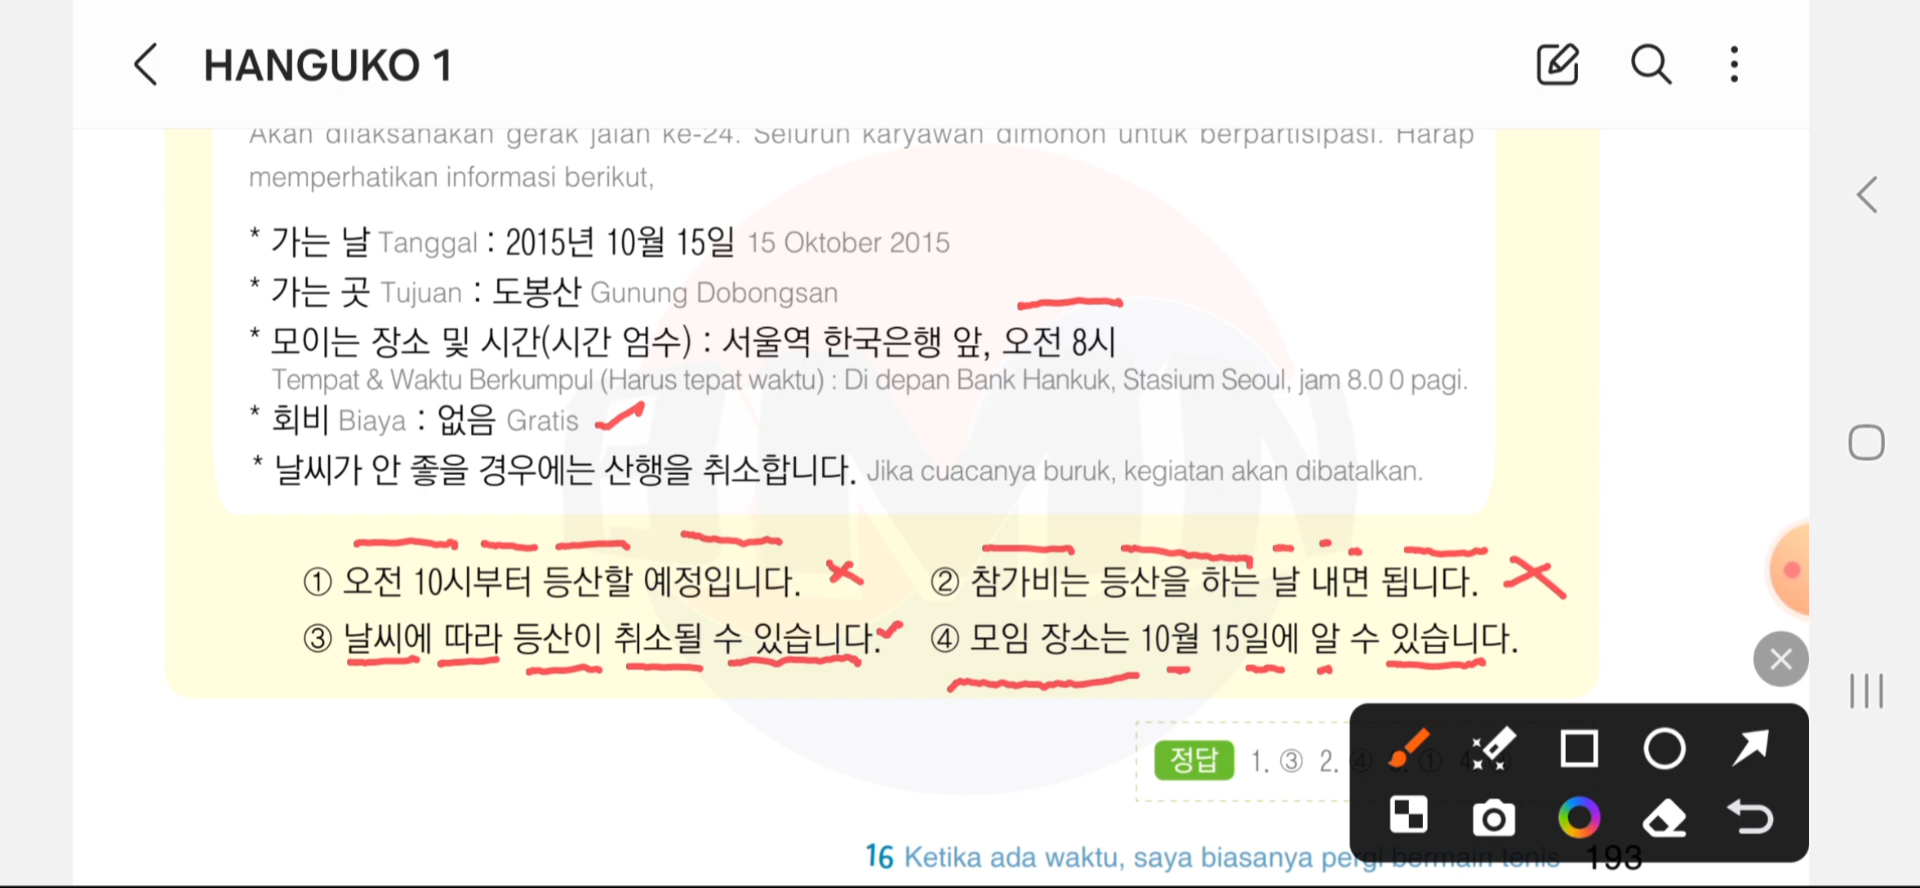 HANGUKO 1
Akan dilaksanakan gerak jalan ke-24. Seluruh karyawan dimohon untuk berpartisipasi. Harap
memperhatikan informasi berikut,
* 가는 날 Tanggal : 2015년 10월 15일 15 Oktober 2015
* 가는 곳 Tujuan : 도봉산 Gunung Dobongsan
* 모이는 장소 및 시간(시간 엄수) : 서울역 한국은행 앞, 오전 8시
Tempat & Waktu Berkumpul (Harus tepat waktu) : Di depan Bank Hankuk, Stasium Seoul, jam 8.0 0 pagi.
* 회비 Biaya : 없음 Gratis
* 날씨가 안 좋을 경우에는 산행을 취소합니다. Jika cuacanya buruk, kegiatan akan dibatalkan.
① 오전 10시부터 등산할 예정입니다. ② 참가비는 등산을 하는 날 내면 됩니다.
③ 날씨에 따라 등산이 취소될 수 있습니다. ④ 모임 장소는 10월 15일에 알 수 있습니다.
정답 1. ③ 2. ④ ①
16 Ketika ada waktu, saya biasanya pergi bermain tenis 193